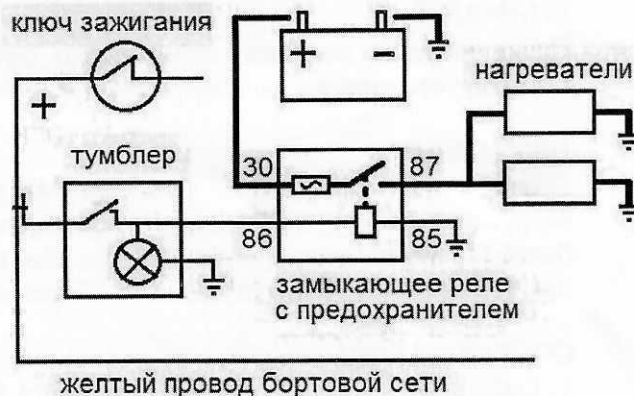 ключ зажигания
+
+ -
нагреватели
тумблер
30
87
+
86
85
замыкающее реле
с предохранителем
желтый провод бортовой сети